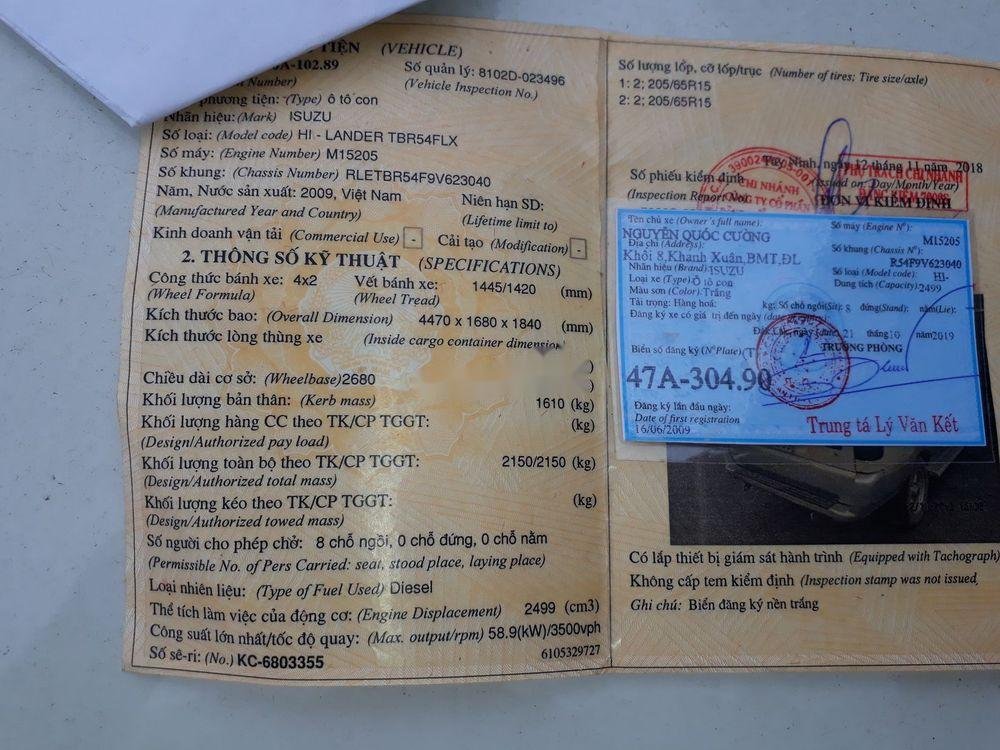 TIỆN (VEHICLE)
A-102.89 Số quản lý: 8102D-023496
Number) (Vehicle Inspection No.)
phương tiện: (Type) ô tô con
Nhãn hiệu: (Mark) ISUZU
Số loại: (Model code) HI - LANDER TBR54FLX
Số máy: (Engine Number) M15205
Số khung: (Chassis Number) RLETBR54F9V623040
Năm, Nước sản xuất: 2009, Việt Nam Niên hạn SD:
(Manufactured Year and Country) (Lifetime limit to)
Kinh doanh vận tải (Commercial Use) - Cải tạo (Modification) -
2. THÔNG SỐ KỸ THUẬT (SPECIFICATIONS)
Công thức bánh xe: 4x2 Vết bánh xe: 1445/1420 (mm)
(Wheel Formula) (Wheel Tread)
Kích thước bao: (Overall Dimension) 4470 x 1680 x 1840 (mm)
Kích thước lòng thùng xe (Inside cargo container dimension
)
Chiều dài cơ sở: (Wheelbase) 2680 )
Khối lượng bản thân: (Kerb mass) 1610 (kg)
Khối lượng hàng CC theo TK/CP TGGT: (kg)
(Design/Authorized pay load)
Khối lượng toàn bộ theo TK/CP TGGT: 2150/2150 (kg)
(Design/Authorized total mass)
Khối lượng kéo theo TK/CP TGGT: (kg)
(Design/Authorized towed mass)
Số người cho phép chở: 8 chỗ ngồi, 0 chỗ đứng, 0 chỗ nằm
(Permissible No. of Pers Carried: seat, stood place, laying place)
Loại nhiên liệu: (Type of Fuel Used) Diesel
Thể tích làm việc của động cơ: (Engine Displacement) 2499 (cm3)
Công suất lớn nhất/tốc độ quay: (Max. output/rpm) 58.9(kW)/3500vph
Số sê-ri: (No.) KC-6803355 6105329727
Số lượng lốp, cỡ lốp/trục (Number of tires; Tire size/axle)
1: 2; 205/65R15
2: 2; 205/65R15
Tây Ninh, ngày 12 tháng 11 năm 2018
Số phiếu kiểm định (Issued on: Day/Month/Year)
(Inspection Report No) ĐƠN VỊ KIỂM ĐỊNH
PHỤ TRÁCH CHI NHÁNH
CHI NHÁNH
CÔNG TY CỔ PHẦN
Tên chủ xe (Owner's full name): Số máy (Engine Nº):
NGUYỄN QUỐC CƯỜNG M15205
Địa chỉ (Address): Số khung (Chassis Nº):
Khối 8,Khanh Xuân,BMT,ĐL R54F9V623040
Nhãn hiệu (Brand): ISUZU Số loại (Model code): HI-
Loại xe (Type): Ô tô con Dung tích (Capacity): 2499
Màu sơn (Color): Trắng
Tải trọng: Hàng hoá: kg; Số chỗ ngồi (Sit): 8 đứng (Stand): nằm (Lie):
Đăng ký xe có giá trị đến ngày (date
ngày (date) 21 tháng 10 năm 2019
Biển số đăng ký (Nº Plate) TRƯỞNG PHÒNG
47A-304.90
Đăng ký lần đầu ngày:
Date of first registration
16/06/2009 Trung tá Lý Văn Kết
Có lắp thiết bị giám sát hành trình (Equipped with Tachograph)
Không cấp tem kiểm định (Inspection stamp was not issued,
Ghi chú: Biển đăng ký nền trắng